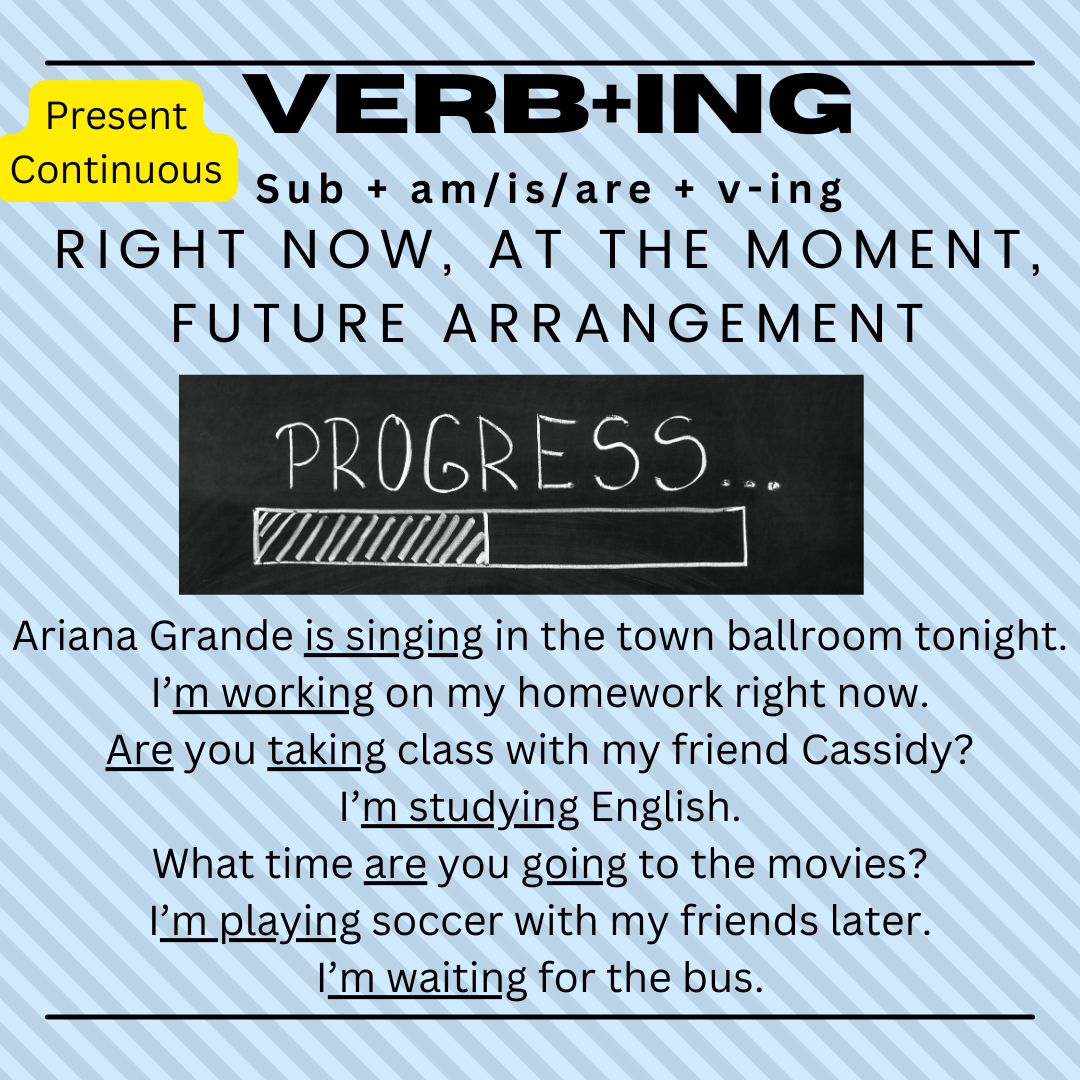 Present
Continuous
VERB+ING
Sub + am/is/are + v-ing
RIGHT NOW, AT THE MOMENT,
FUTURE ARRANGEMENT
PROGRESS...
Ariana Grande is singing in the town ballroom tonight.
I’m working on my homework right now.
Are you taking class with my friend Cassidy?
I’m studying English.
What time are you going to the movies?
I’m playing soccer with my friends later.
I’m waiting for the bus.